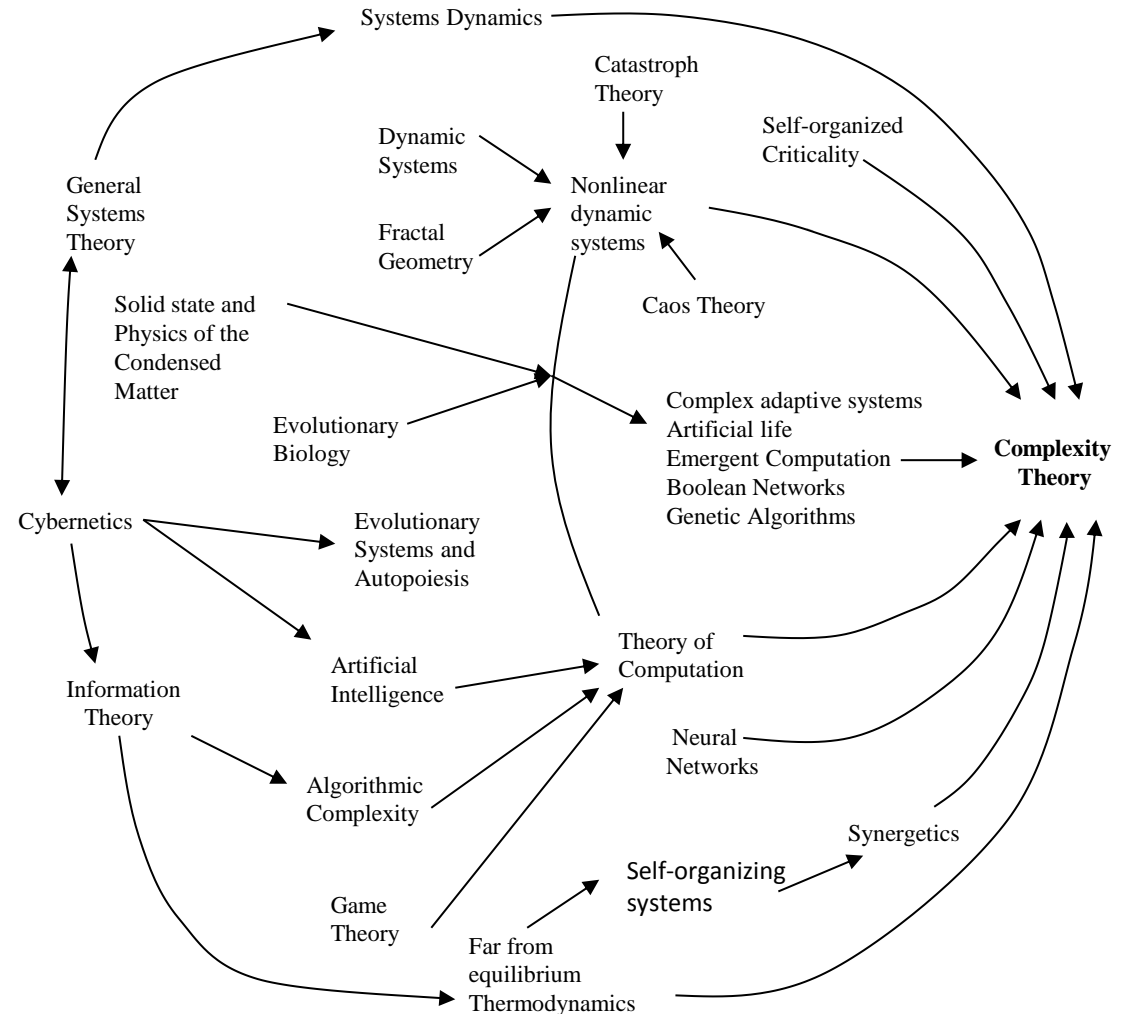 Systems Dynamics
Catastroph
Theory
Self-organized
Criticality
Dynamic
Systems
General
Systems
Theory
Nonlinear
dynamic
systems
Fractal
Geometry
Caos Theory
Solid state and
Physics of the
Condensed
Matter
Evolutionary
Biology
Complex adaptive systems
Artificial life
Emergent Computation
Boolean Networks
Genetic Algorithms
Complexity
Theory
Cybernetics
Evolutionary
Systems and
Autopoiesis
Theory of
Computation
Artificial
Intelligence
Information
Theory
Neural
Networks
Algorithmic
Complexity
Synergetics
Self-organizing
systems
Game
Theory
Far from
equilibrium
Thermodynamics